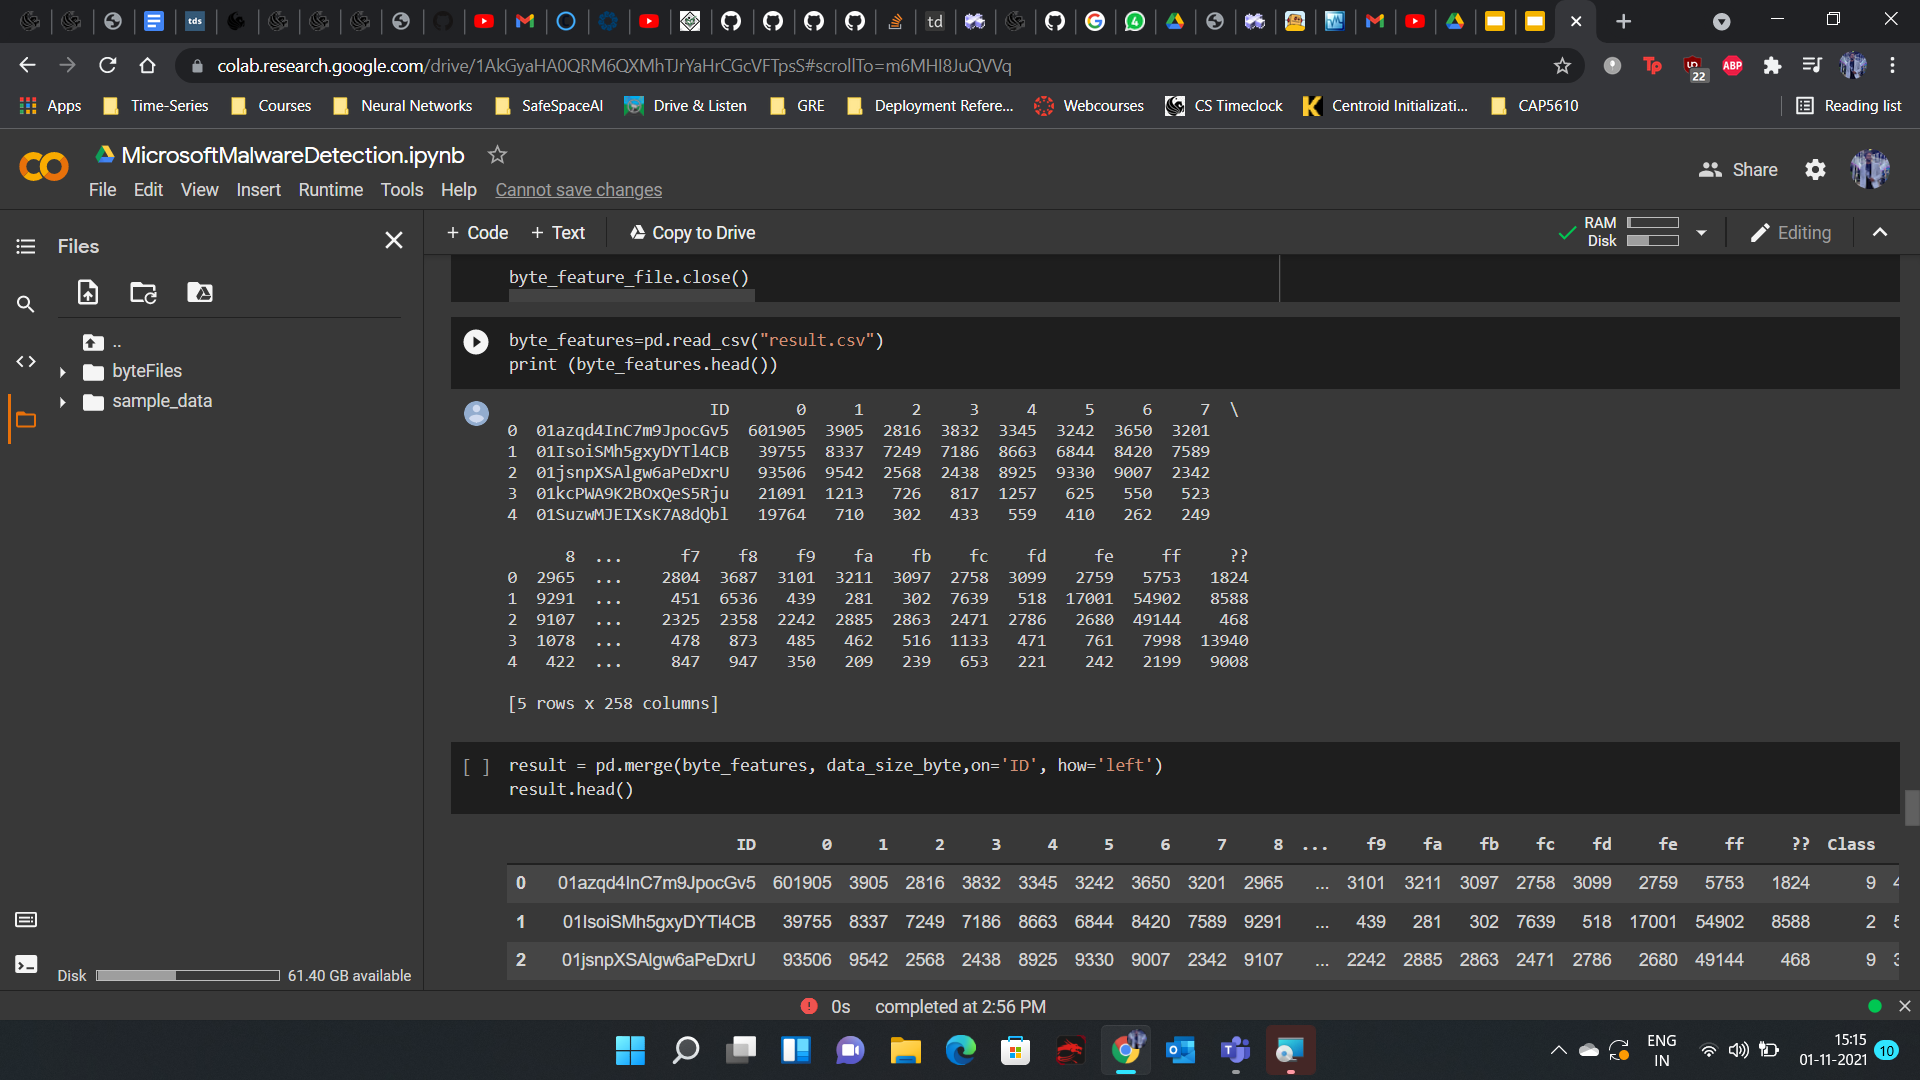 tds
td
4
colab.research.google.com/drive/1AkGyaHA0QRM6QXMhTJrYaHrCGcVFTpsS#scrollTo=m6MHI8JuQVVq
Tp
22
ABP
Apps
Time-Series
Courses
Neural Networks
SafeSpaceAI
Drive & Listen
GRE
Deployment Refere...
Webcourses
CS Timeclock
Centroid Initializati...
CAP5610
Reading list
MicrosoftMalwareDetection.ipynb
Share
File Edit View Insert Runtime Tools Help Cannot save changes
Files
+ Code + Text Copy to Drive
RAM
Disk
Editing
..
byteFiles
sample_data
byte_feature_file.close()
byte_features=pd.read_csv("result.csv")
print (byte_features.head())
ID 0 1 2 3 4 5 6 7 \
0 01azqd4InC7m9JpocGv5 601905 3905 2816 3832 3345 3242 3650 3201
1 01IsoiSMh5gxyDYTl4CB 39755 8337 7249 7186 8663 6844 8420 7589
2 01jsnpXSAlgw6aPeDxrU 93506 9542 2568 2438 8925 9330 9007 2342
3 01kcPWA9K2BOxQeS5Rju 21091 1213 726 817 1257 625 550 523
4 01SuzwMJEIXsK7A8dQbl 19764 710 302 433 559 410 262 249
8 ... f7 f8 f9 fa fb fc fd fe ff ??
0 2965 ... 2804 3687 3101 3211 3097 2758 3099 2759 5753 1824
1 9291 ... 451 6536 439 281 302 7639 518 17001 54902 8588
2 9107 ... 2325 2358 2242 2885 2863 2471 2786 2680 49144 468
3 1078 ... 478 873 485 462 516 1133 471 761 7998 13940
4 422 ... 847 947 350 209 239 653 221 242 2199 9008
[5 rows x 258 columns]
[ ] result = pd.merge(byte_features, data_size_byte,on='ID', how='left')
result.head()
ID 0 1 2 3 4 5 6 7 8 ... f9 fa fb fc fd fe ff ?? Class
0 01azqd4InC7m9JpocGv5 601905 3905 2816 3832 3345 3242 3650 3201 2965 ... 3101 3211 3097 2758 3099 2759 5753 1824 9
1 01IsoiSMh5gxyDYTl4CB 39755 8337 7249 7186 8663 6844 8420 7589 9291 ... 439 281 302 7639 518 17001 54902 8588 2
2 01jsnpXSAlgw6aPeDxrU 93506 9542 2568 2438 8925 9330 9007 2342 9107 ... 2242 2885 2863 2471 2786 2680 49144 468 9
Disk 61.40 GB available
0s completed at 2:56 PM
ENG
IN
15:15
01-11-2021
10